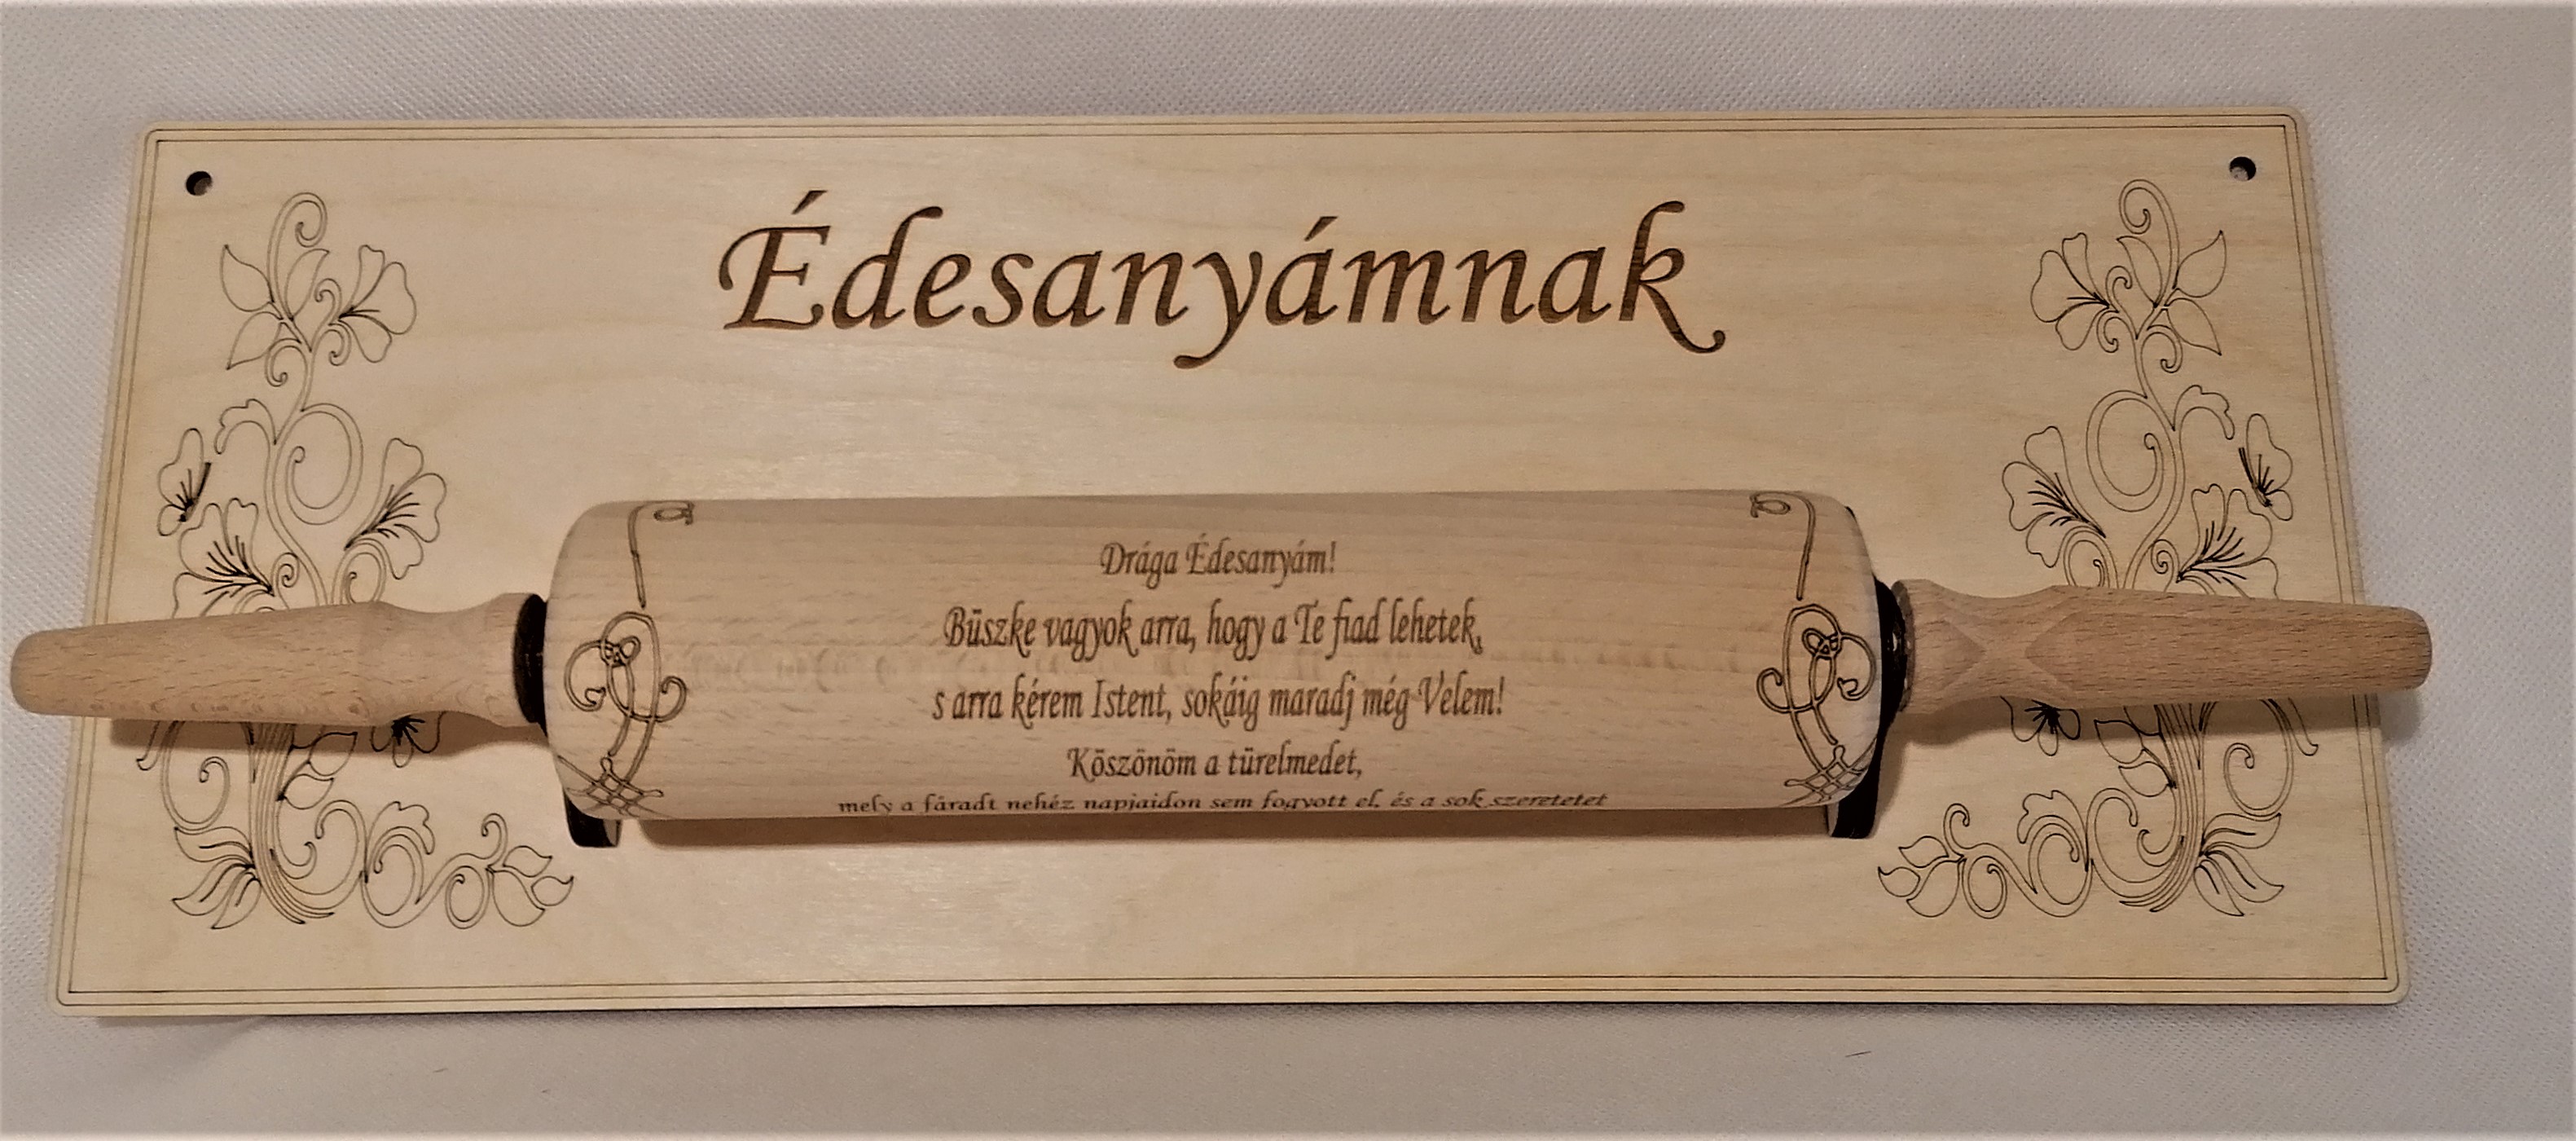 Édesanyámnak
Drága Édesanyám!
Büszke vagyok arra, hogy a Te fiad lehetek,
s arra kérem Istent, sokáig maradj még Velem!
Köszönöm a türelmedet,
mely a fáradt nehéz napjaidon sem fogyott el, és a sok szeretetet